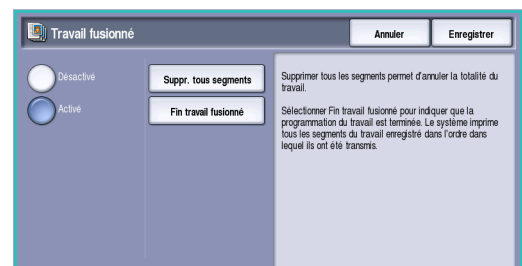 Travail fusionné
Annuler
Enregistrer
Désactivé
Activé
Suppr. tous segments
Fin travail fusionné
Supprimer tous les segments permet d'annuler la totalité du
travail.
Sélectionner Fin travail fusionné pour indiquer que la
programmation du travail est terminée. Le système imprime
tous les segments du travail enregistré dans l'ordre dans
lequel ils ont été transmis.